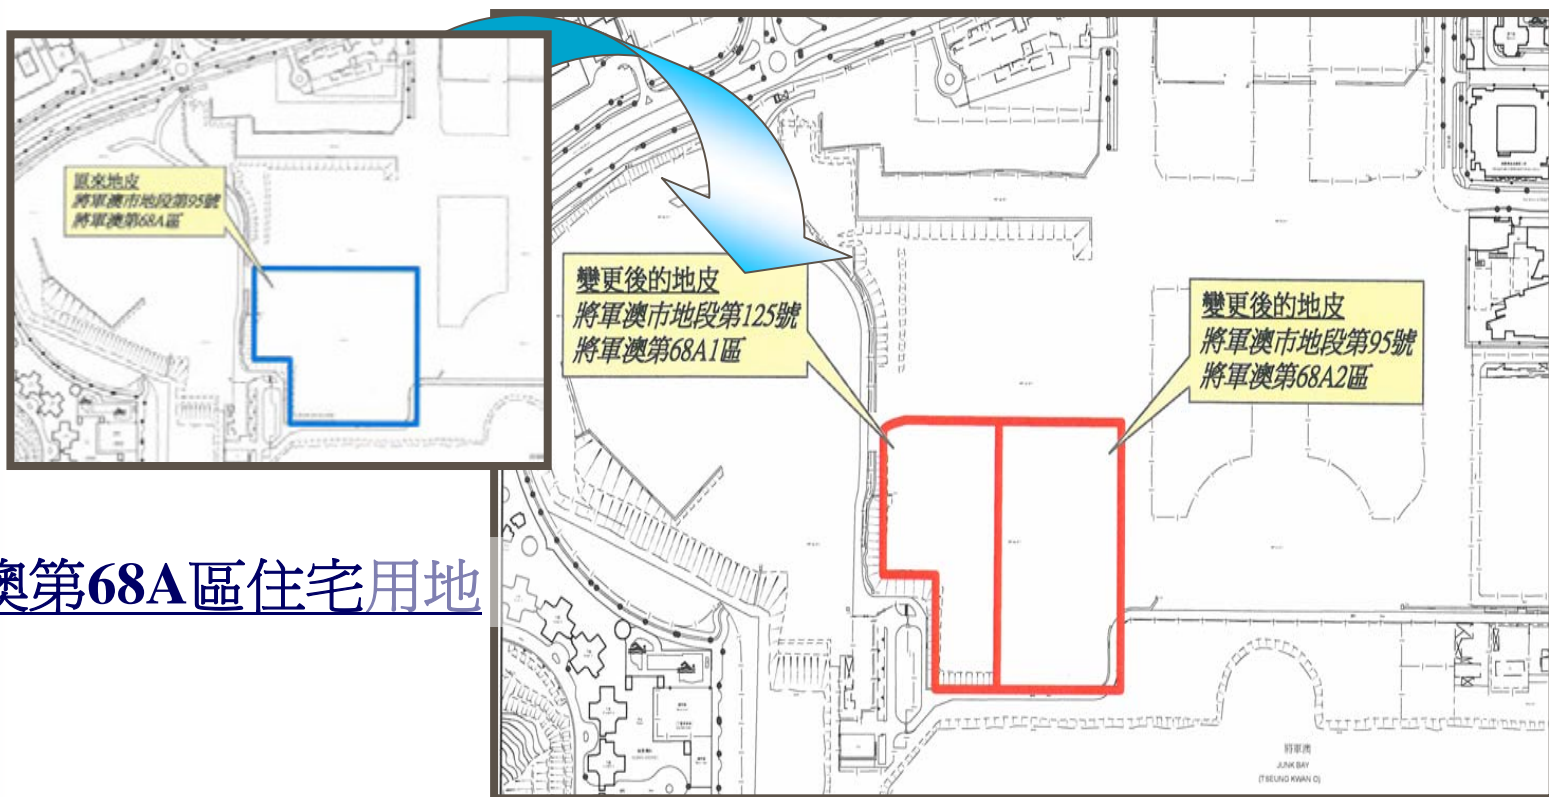 原來地皮
將軍澳市地段第95號
將軍澳第68A區
變更後的地皮
將軍澳市地段第125號
將軍澳第68A1區
變更後的地皮
將軍澳市地段第95號
將軍澳第68A2區
澳第68A區住宅用地
將軍澳
JUNK BAY
(TSEUNG KWAN O)